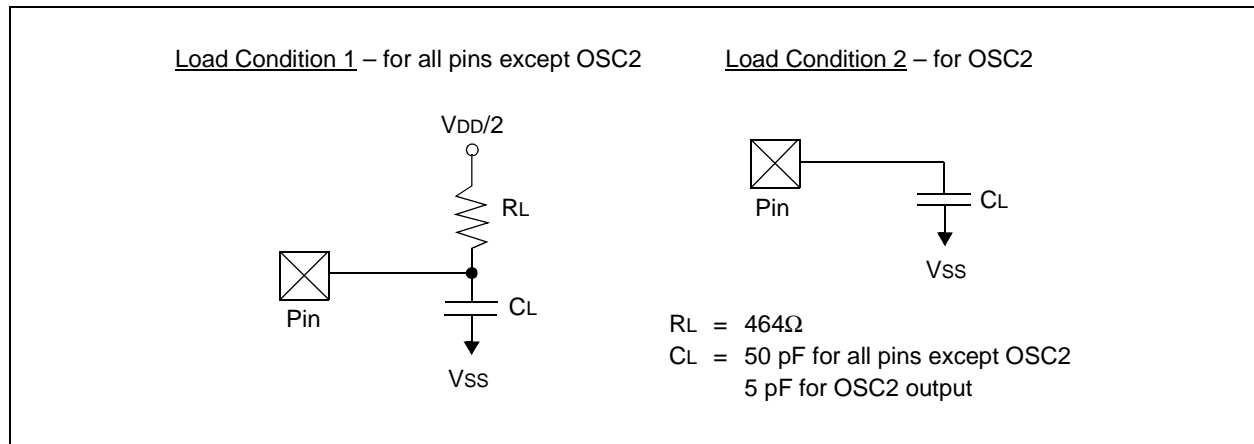 Load Condition 1 – for all pins except OSC2
VDD/2
RL
Pin
CL
VSS
Load Condition 2 – for OSC2
Pin
CL
VSS
RL = 464Ω
CL = 50 pF for all pins except OSC2
5 pF for OSC2 output